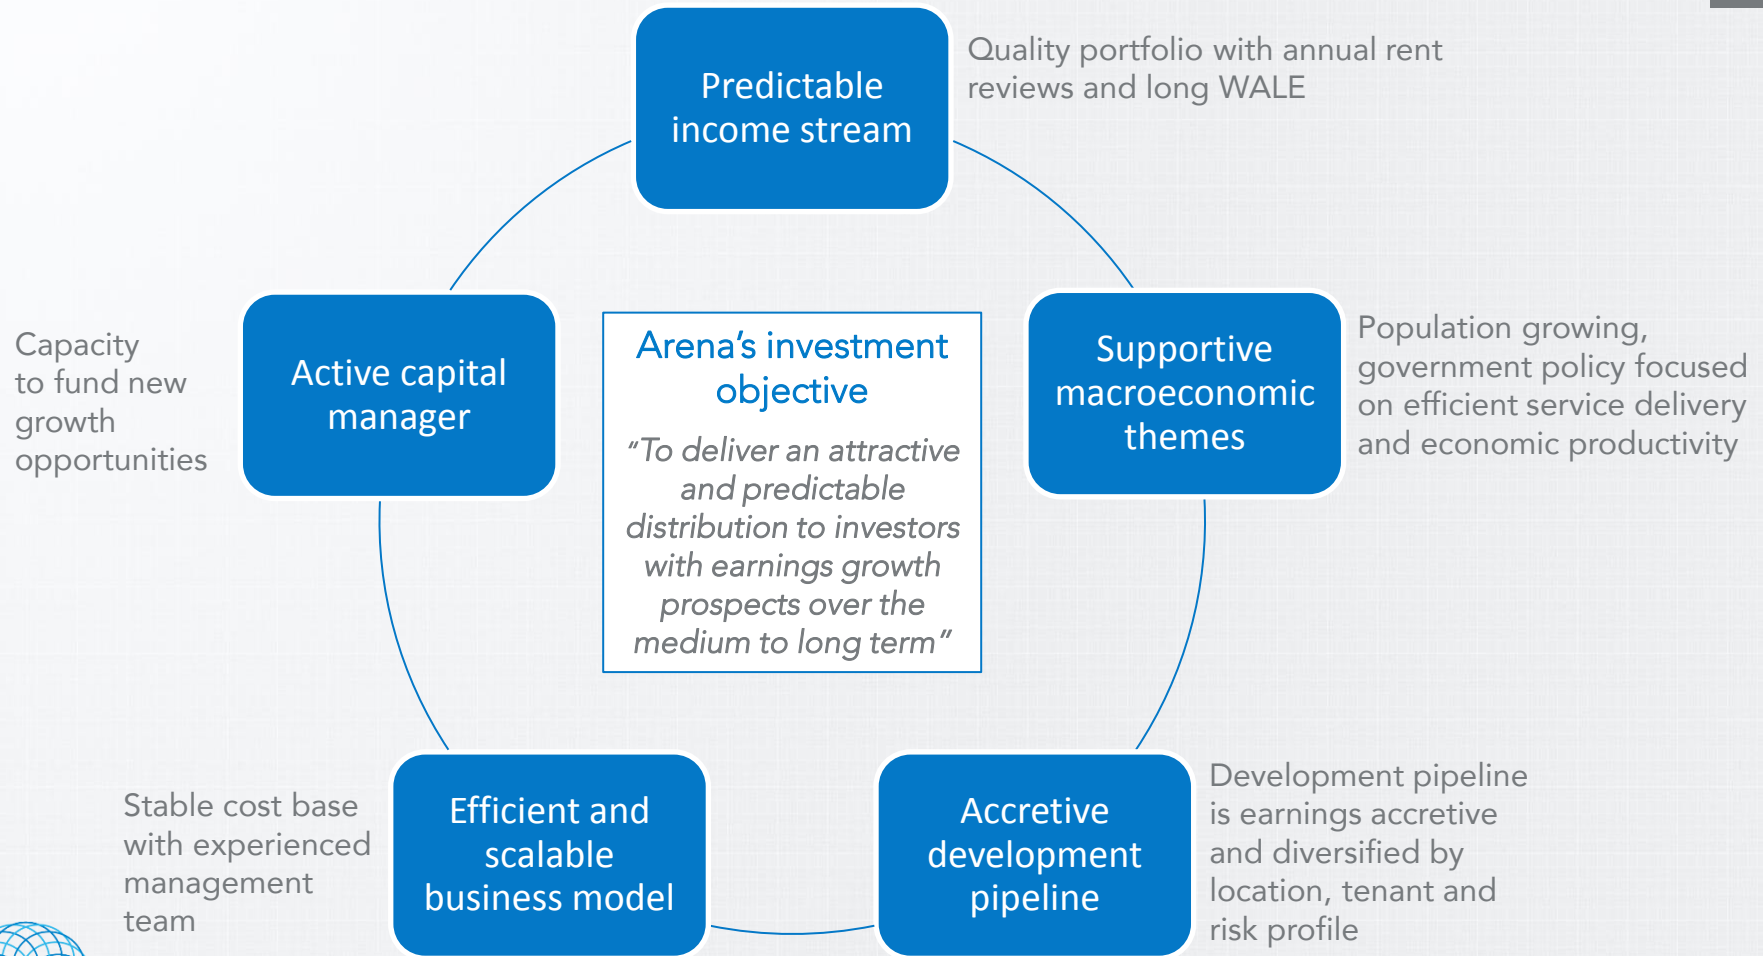 Predictable
income stream
Quality portfolio with annual rent
reviews and long WALE
Supportive
macroeconomic
themes
Population growing,
government policy focused
on efficient service delivery
and economic productivity
Accretive
development
pipeline
Development pipeline
is earnings accretive
and diversified by
location, tenant and
risk profile
Efficient and
scalable
business model
Stable cost base
with experienced
management
team
Active capital
manager
Capacity
to fund new
growth
opportunities
Arena’s investment
objective
“To deliver an attractive
and predictable
distribution to investors
with earnings growth
prospects over the
medium to long term”